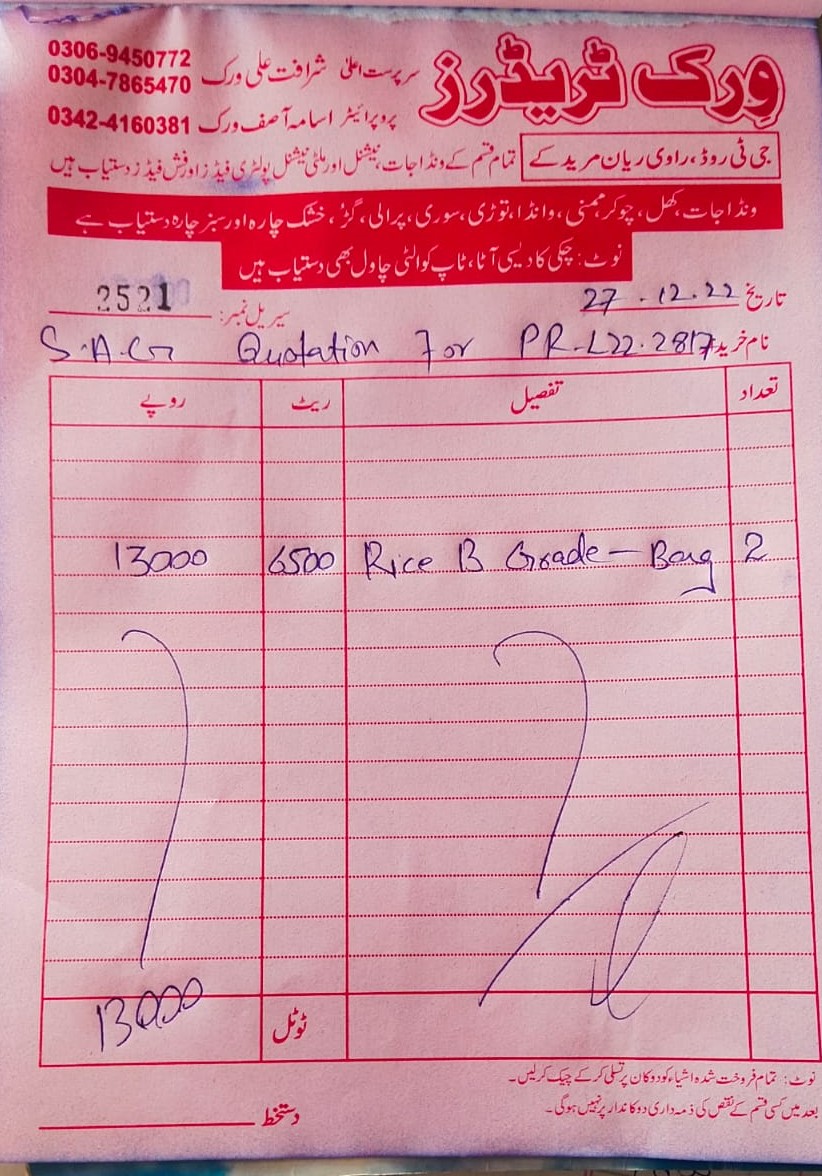 ورک ٹریڈرز
سرپرست اعلیٰ شرافت علی ورک 0306-9450772
0304-7865470
پروپرائیٹر اسامہ آصف ورک 0342-4160381
جی ٹی روڈ، راوی ریان مریدکے
تمام قسم کے ونڈا جات، نیشنل اور ملٹی نیشنل پولٹری فیڈز اور فش فیڈز دستیاب ہیں
ونڈا جات، کھل، چوکر، ممنی، وانڈا، توڑی، سوری، پرالی، گڑ، خشک چارہ اور سبز چارہ دستیاب ہے
نوٹ: چکی کا دیسی آٹا، ٹاپ کوالٹی چاول بھی دستیاب ہیں
تاریخ 27.12.22 سیریل نمبر: 2521
نام خریدار S.A.G Quotation For PR-L22.2817
تعداد تفصیل ریٹ روپے
2 Rice B Grade - Bag 6500 13000
ٹوٹل 13000
نوٹ: تمام فروخت شدہ اشیاء کو دوکان پر تسلی کر کے چیک کر لیں۔
بعد میں کسی قسم کے نقص کی ذمہ داری دوکاندار پر نہیں ہوگی۔
دستخط